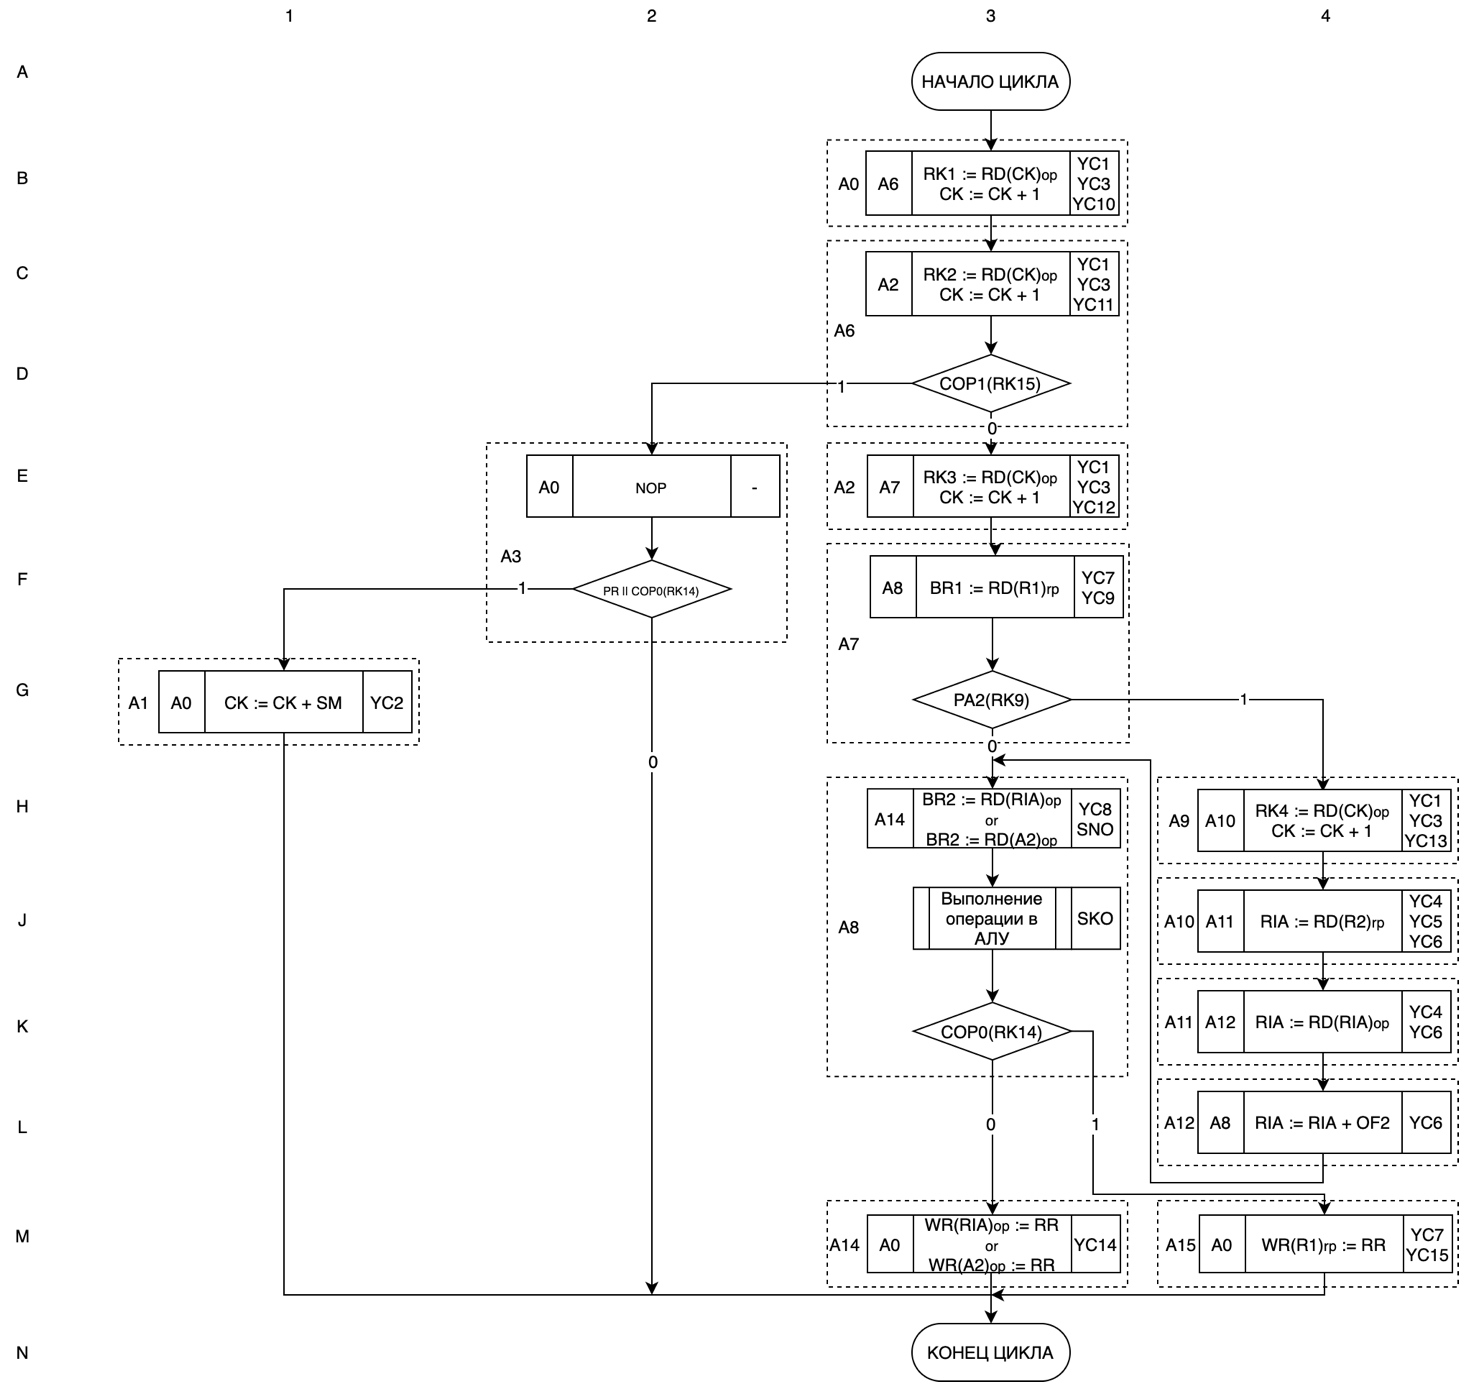 1
2
3
4
A
НАЧАЛО ЦИКЛА
B
A0
A6
RK1 := RD(CK)op
CK := CK + 1
YC1
YC3
YC10
C
A2
RK2 := RD(CK)op
CK := CK + 1
YC1
YC3
YC11
A6
D
COP1(RK15)
1
0
E
A0
NOP
-
A2
A7
RK3 := RD(CK)op
CK := CK + 1
YC1
YC3
YC12
A3
F
PR || COP0(RK14)
1
0
A8
BR1 := RD(R1)rp
YC7
YC9
A7
G
A1
A0
CK := CK + SM
YC2
PA2(RK9)
1
0
H
A14
BR2 := RD(RIA)op
or
BR2 := RD(A2)op
YC8
SNO
A9
A10
RK4 := RD(CK)op
CK := CK + 1
YC1
YC3
YC13
J
A8
Выполнение
операции в
АЛУ
SKO
A10
A11
RIA := RD(R2)rp
YC4
YC5
YC6
K
COP0(RK14)
A11
A12
RIA := RD(RIA)op
YC4
YC6
L
0
1
A12
A8
RIA := RIA + OF2
YC6
M
A14
A0
WR(RIA)op := RR
or
WR(A2)op := RR
YC14
A15
A0
WR(R1)rp := RR
YC7
YC15
N
КОНЕЦ ЦИКЛА